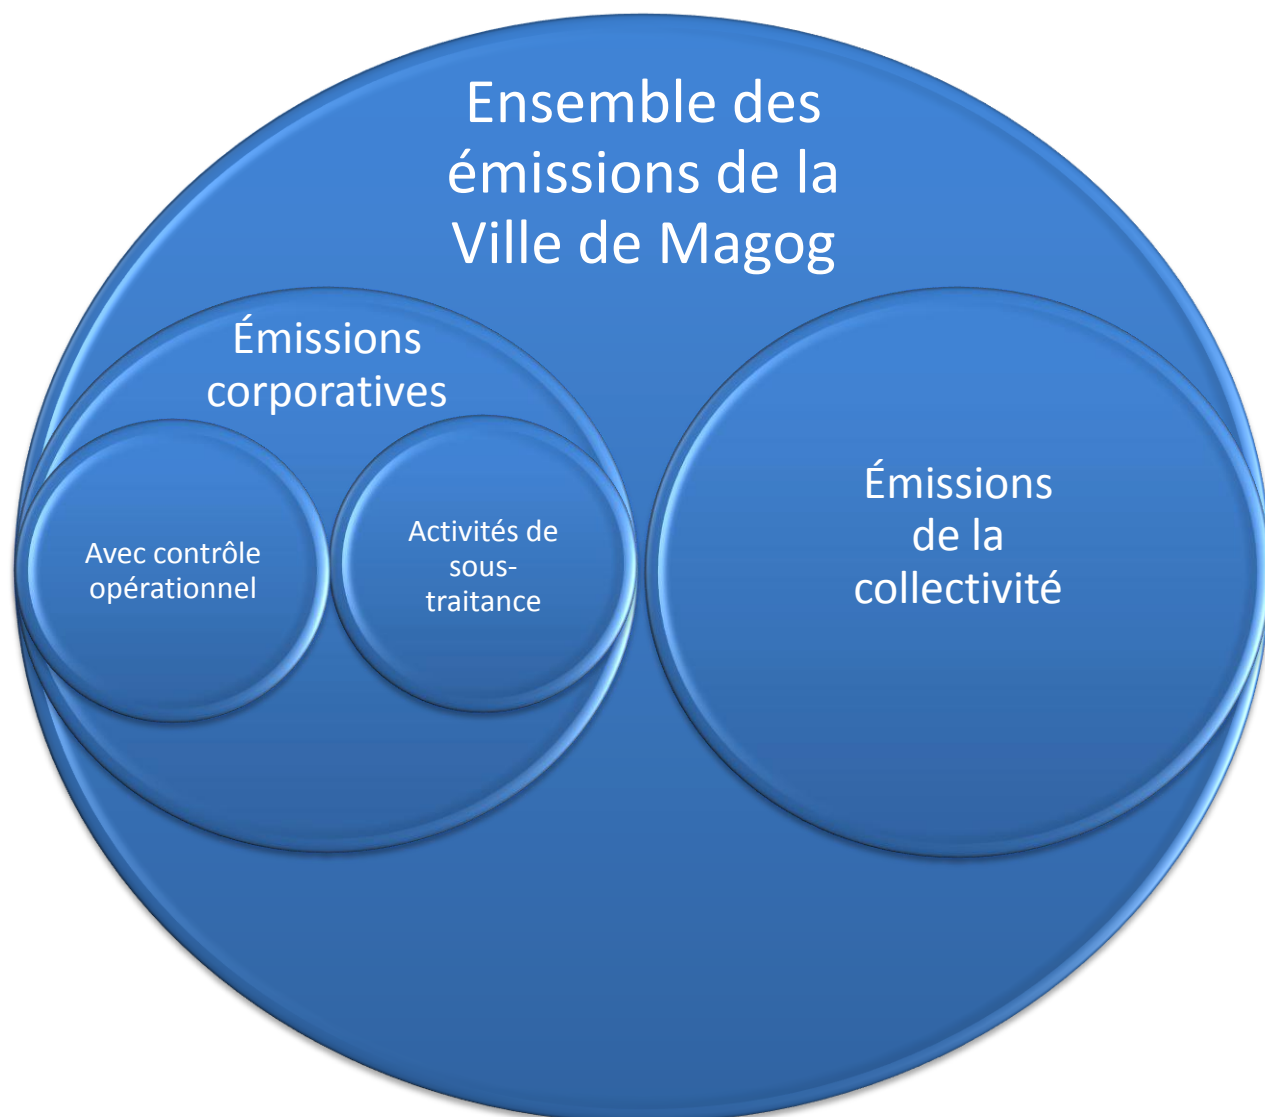 Ensemble des
émissions de la
Ville de Magog
Émissions
corporatives
Avec contrôle
opérationnel
Activités de
sous-
traitance
Émissions
de la
collectivité